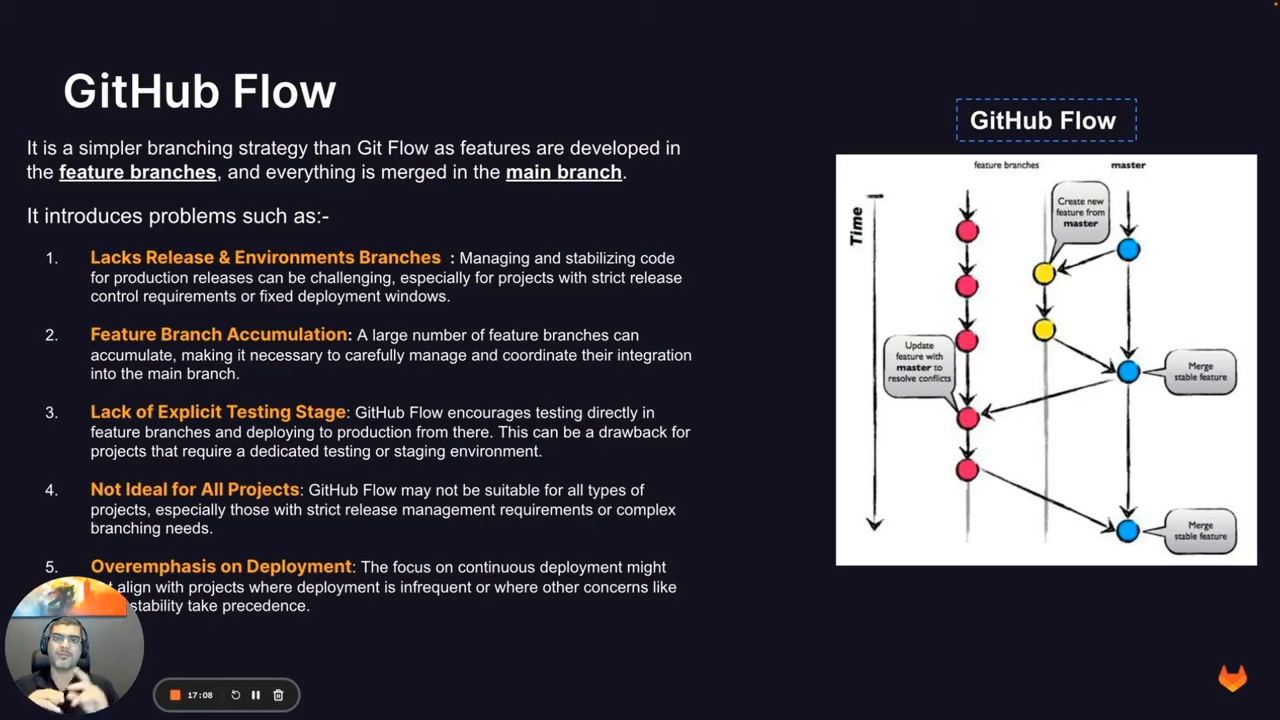 GitHub Flow
It is a simpler branching strategy than Git Flow as features are developed in
the feature branches, and everything is merged in the main branch.
It introduces problems such as:-
1. Lacks Release & Environments Branches : Managing and stabilizing code
for production releases can be challenging, especially for projects with strict release
control requirements or fixed deployment windows.
2. Feature Branch Accumulation: A large number of feature branches can
accumulate, making it necessary to carefully manage and coordinate their integration
into the main branch.
3. Lack of Explicit Testing Stage: GitHub Flow encourages testing directly in
feature branches and deploying to production from there. This can be a drawback for
projects that require a dedicated testing or staging environment.
4. Not Ideal for All Projects: GitHub Flow may not be suitable for all types of
projects, especially those with strict release management requirements or complex
branching needs.
5. Overemphasis on Deployment: The focus on continuous deployment might
align with projects where deployment is infrequent or where other concerns like
stability take precedence.
17:08
GitHub Flow
feature branches
master
Time
Create new
feature from
master
Update
feature with
master to
resolve conflicts
Merge
stable feature
Merge
stable feature